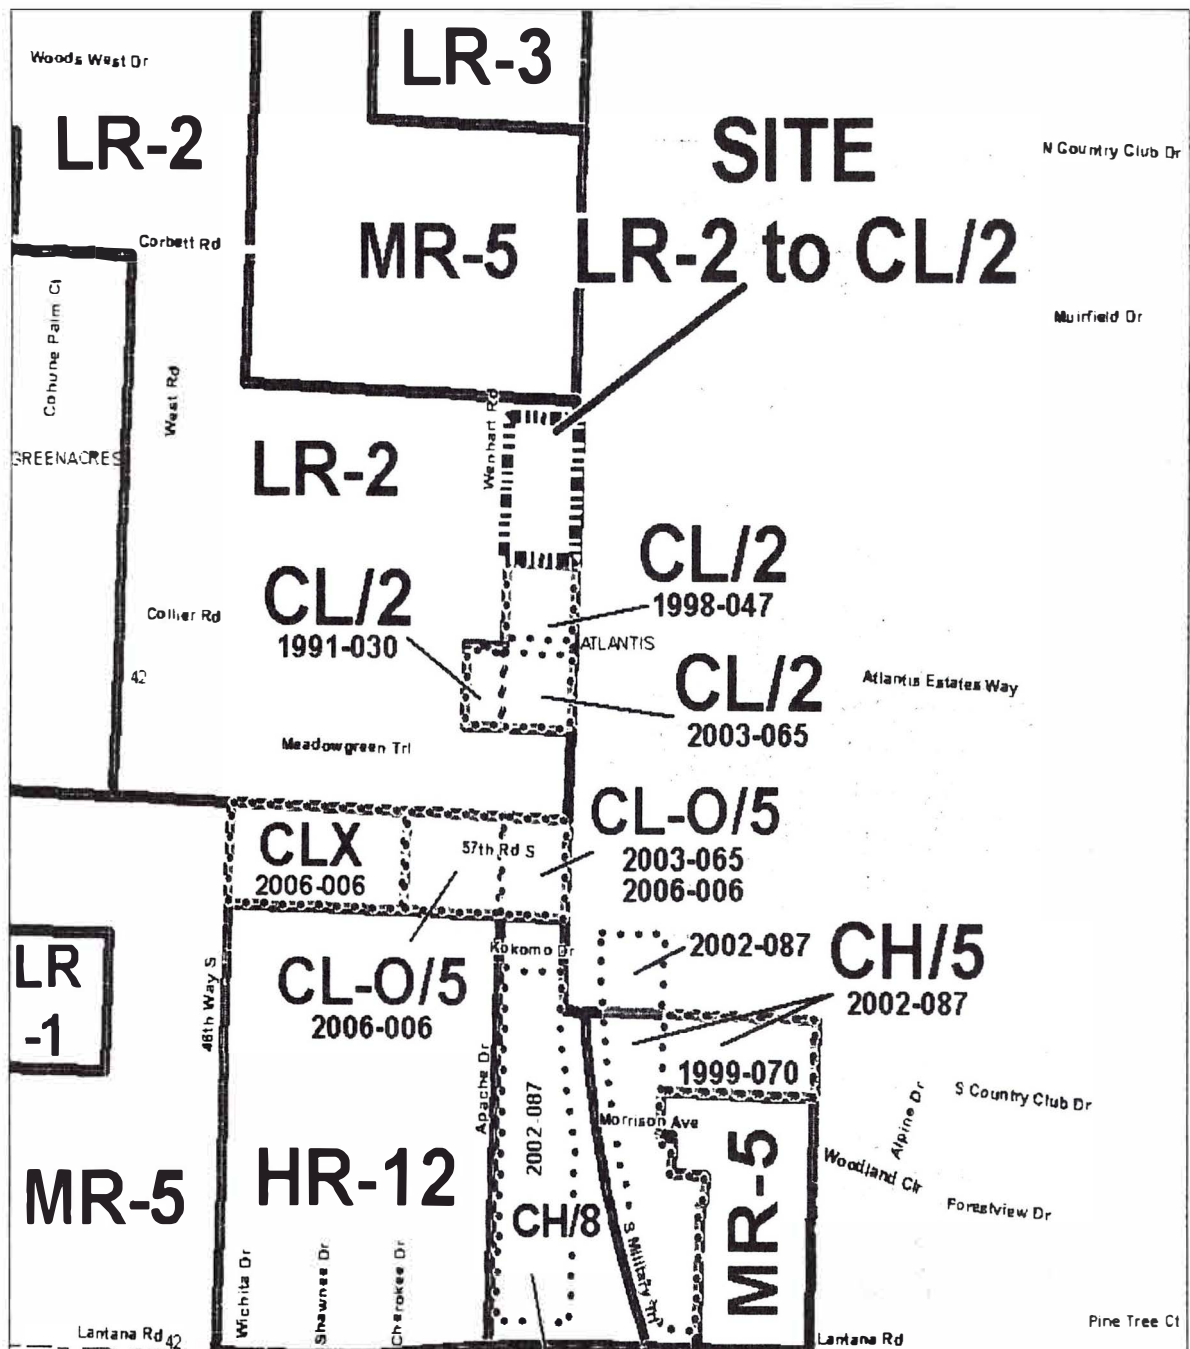 LR-3
Woods West Dr
LR-2
SITE
LR-2 to CL/2
N Country Club Dr
Corbett Rd
MR-5
Cohune Palm Ct
Muirfield Dr
West Rd
Wenhart Rd
GREENACRES
LR-2
CL/2
1998-047
CL/2
1991-030
Collier Rd
ATLANTIS
42
CL/2
2003-065
Atlantis Estates Way
Meadowgreen Trl
CL-O/5
2003-065
2006-006
CLX
2006-006
57th Rd S
LR
-1
46th Way S
Kokomo Dr
2002-087
CH/5
2002-087
CL-O/5
2006-006
1999-070
Apache Dr
2002-087
Morrison Ave
Alpine Dr
S Country Club Dr
MR-5
HR-12
MR-5
Woodland Cir
Forestview Dr
CH/8
S Military Trl
Wichita Dr
Shawnee Dr
Cherokee Dr
Lantana Rd
42
Lantana Rd
Pine Tree Ct